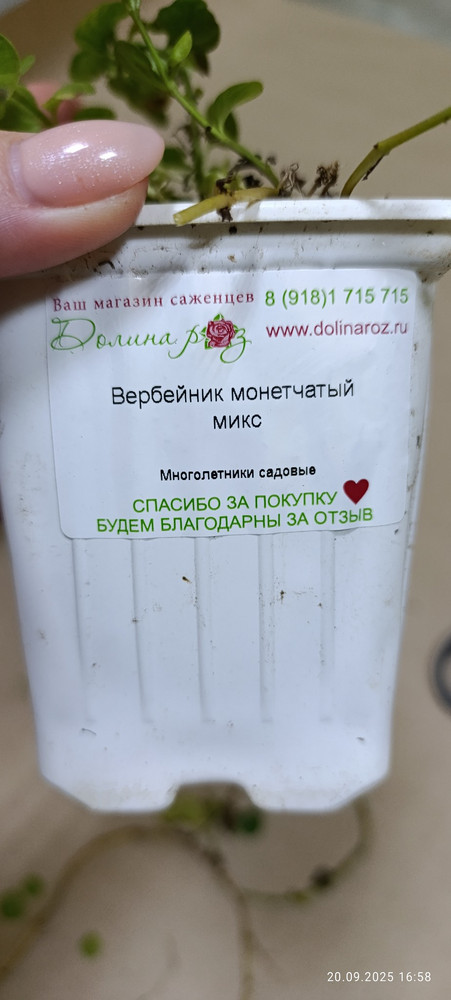 Ваш магазин саженцев 8 (918)1 715 715
Долина роз www.dolinaroz.ru
Вербейник монетчатый
микс
Многолетники садовые
СПАСИБО ЗА ПОКУПКУ
БУДЕМ БЛАГОДАРНЫ ЗА ОТЗЫВ
20.09.2025 16:58